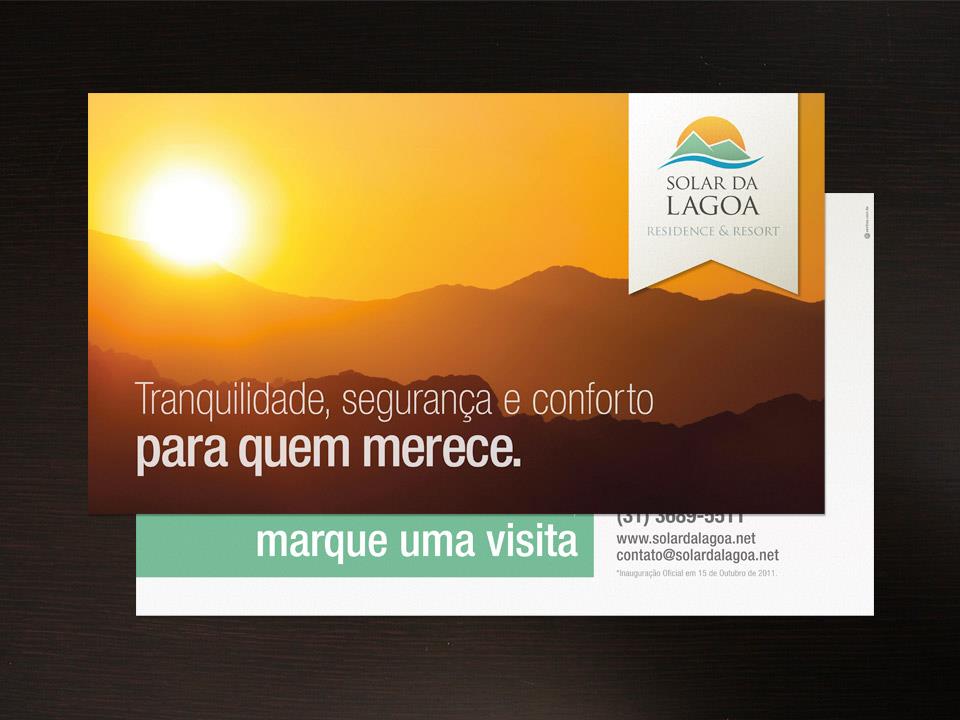 SOLAR DA
LAGOA
RESIDENCE & RESORT
Tranquilidade, segurança e conforto
para quem merece.
marque uma visita
www.solardalagoa.net
contato@solardalagoa.net
*Inauguração Oficial em 15 de Outubro de 2011.